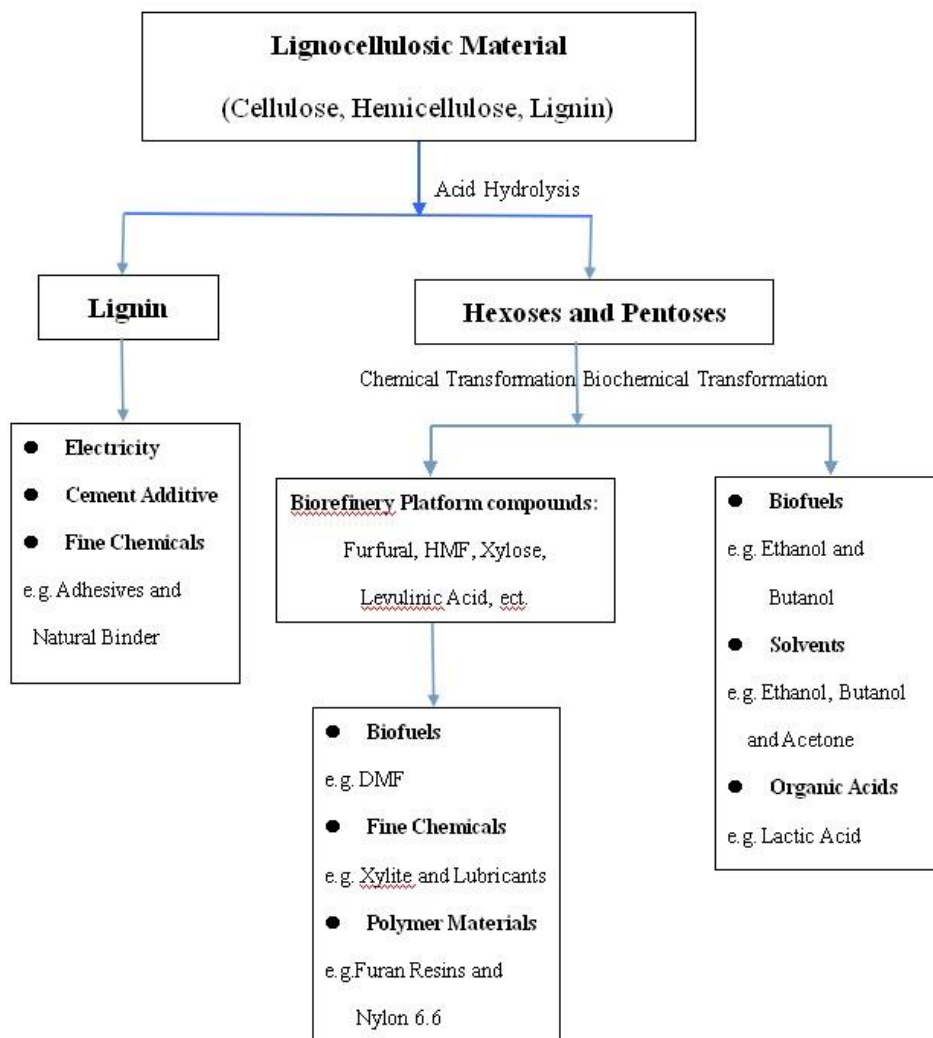 Lignocellulosic Material
(Cellulose, Hemicellulose, Lignin)
Acid Hydrolysis
Lignin
Hexoses and Pentoses
Chemical Transformation Biochemical Transformation
● Electricity
● Cement Additive
● Fine Chemicals
e.g. Adhesives and
Natural Binder
Biorefinery Platform compounds:
Furfural, HMF, Xylose,
Levulinic Acid, ect.
● Biofuels
e.g. Ethanol and
Butanol
● Solvents
e.g. Ethanol, Butanol
and Acetone
● Organic Acids
e.g. Lactic Acid
● Biofuels
e.g. DMF
● Fine Chemicals
e.g. Xylite and Lubricants
● Polymer Materials
e.g.Furan Resins and
Nylon 6.6